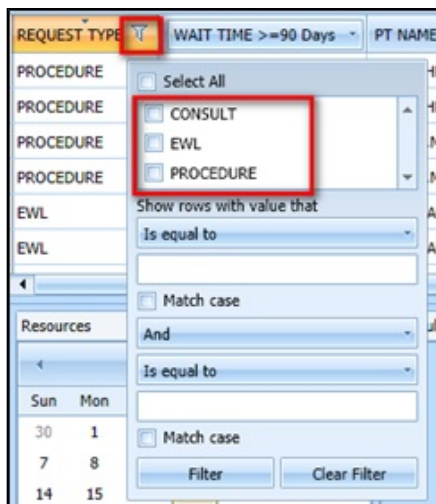 REQUEST TYPE WAIT TIME >=90 Days PT NAME
PROCEDURE
Select All
PROCEDURE
CONSULT
PROCEDURE
EWL
PROCEDURE
PROCEDURE
EWL
Show rows with value that
EWL
Is equal to
Match case
Resources
And
Is equal to
Sun Mon
30 1
Match case
7 8
Filter Clear Filter
14 15